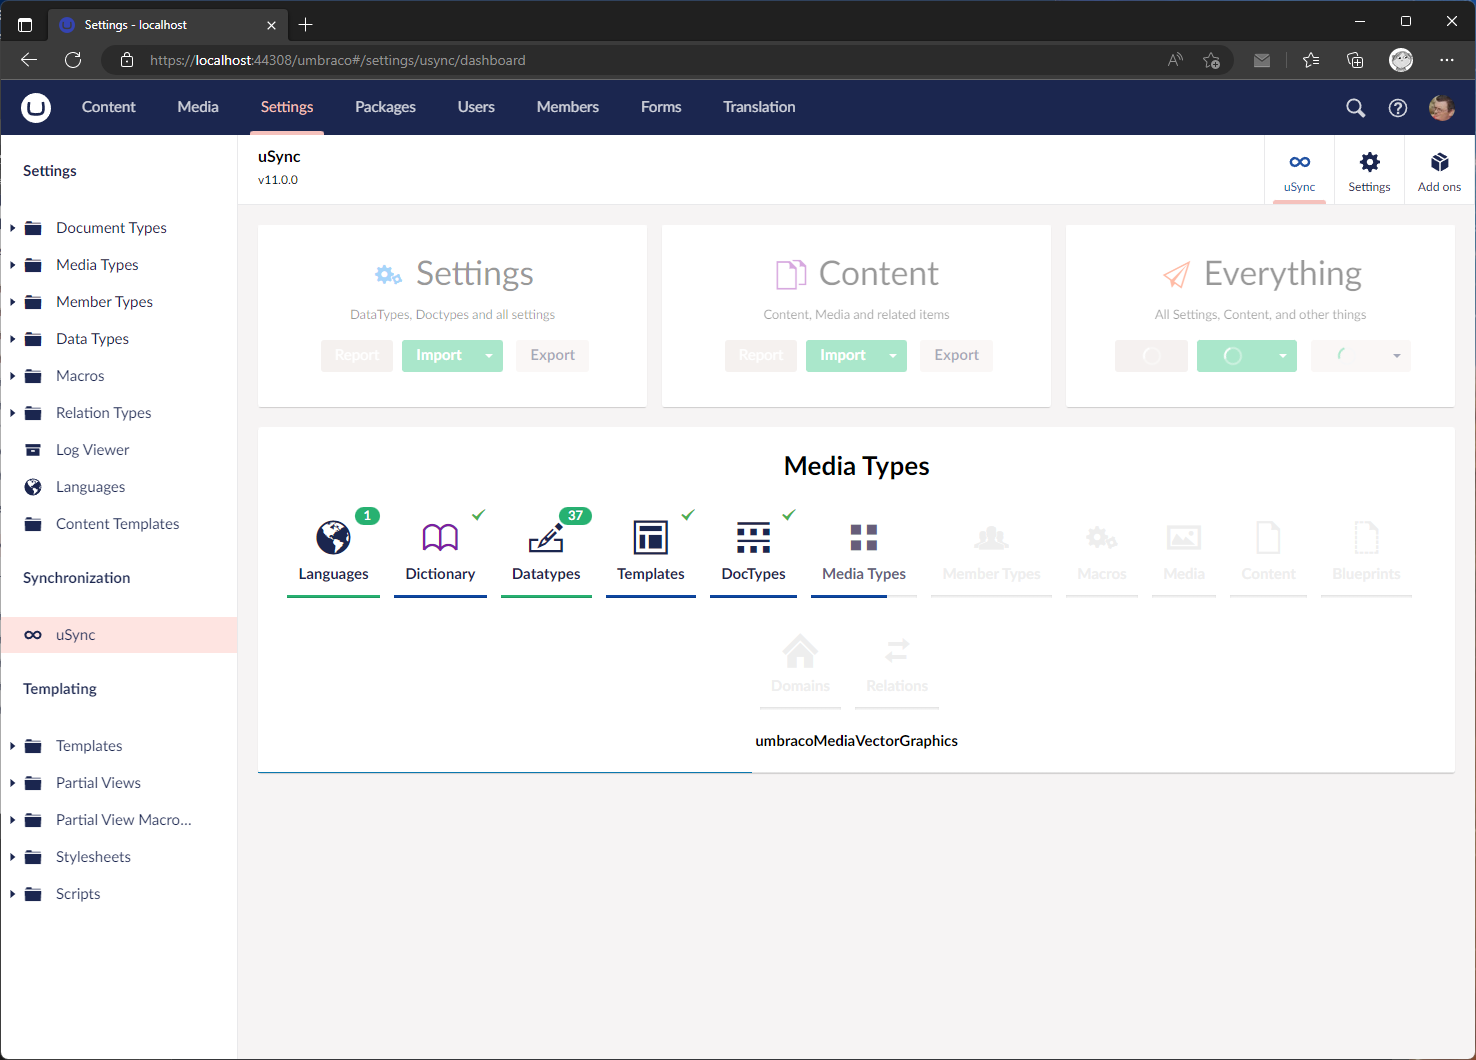 Settings - localhost
https://localhost:44308/umbraco#/settings/usync/dashboard
Content Media Settings Packages Users Members Forms Translation
Settings
Document Types
Media Types
Member Types
Data Types
Macros
Relation Types
Log Viewer
Languages
Content Templates
Synchronization
uSync
Templating
Templates
Partial Views
Partial View Macro...
Stylesheets
Scripts
uSync
v11.0.0
uSync Settings Add ons
Settings
DataTypes, Doctypes and all settings
Report Import Export
Content
Content, Media and related items
Report Import Export
Everything
All Settings, Content, and other things
Media Types
1 37
Languages Dictionary Datatypes Templates DocTypes Media Types Member Types Macros Media Content Blueprints
Domains Relations
umbracoMediaVectorGraphics